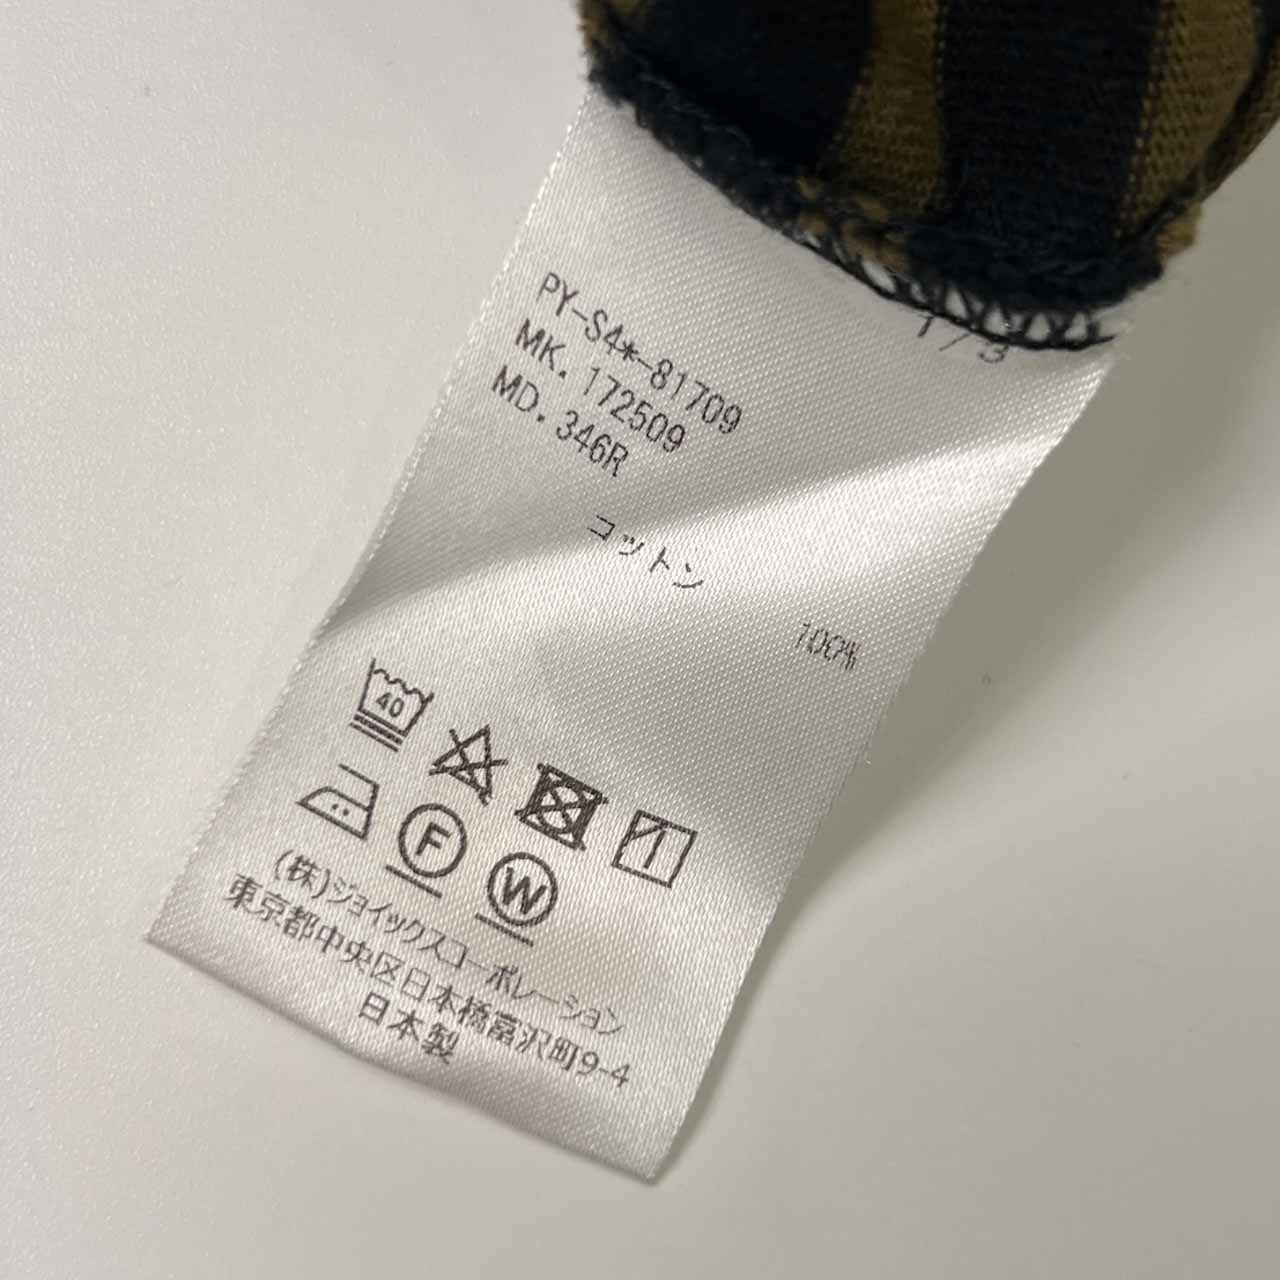 1/3
PY-S4*-81709
MK. 172509
MD. 346R
コットン
100%
40
F
W
(株)ジョイックスコーポレーション
東京都中央区日本橋富沢町9-4
日本製